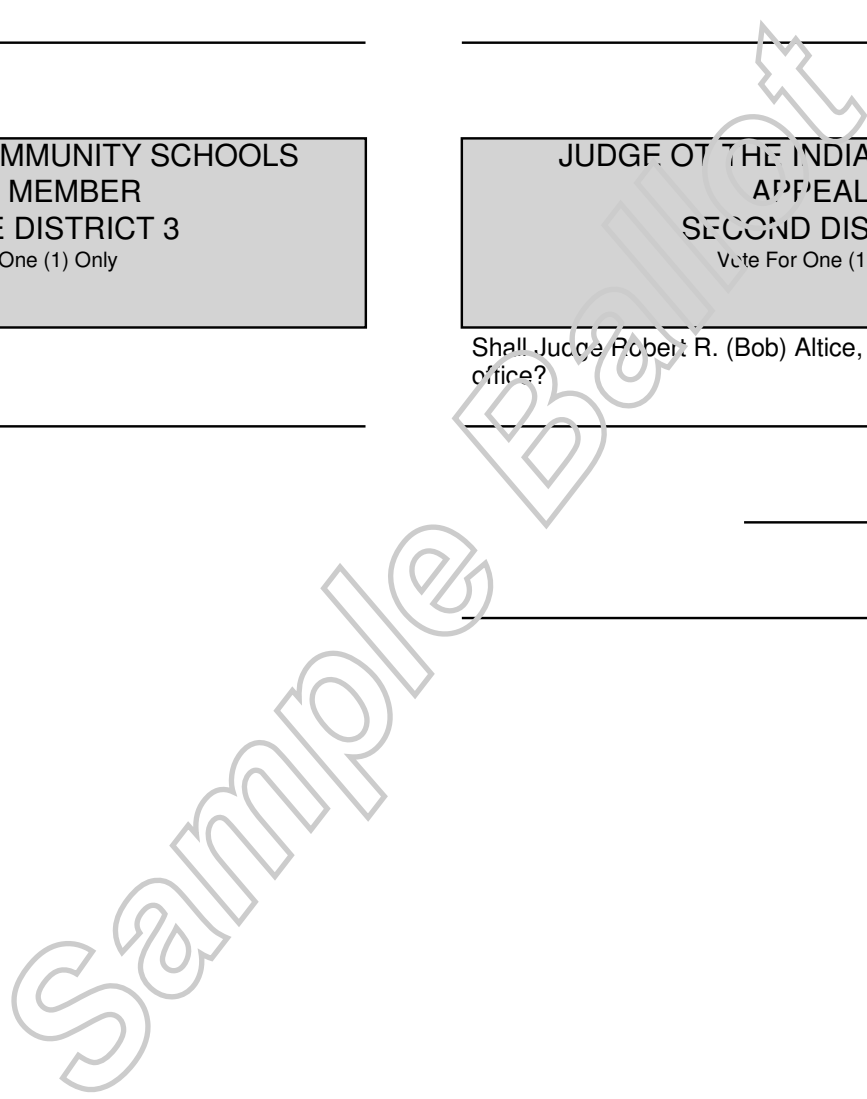 MMUNITY SCHOOLS
MEMBER
E DISTRICT 3
One (1) Only
JUDGE OT THE INDIA
APPEAL
SECOND DIS
Vote For One (1
Shall Judge Robert R. (Bob) Altice,
office?
Sample Ballot